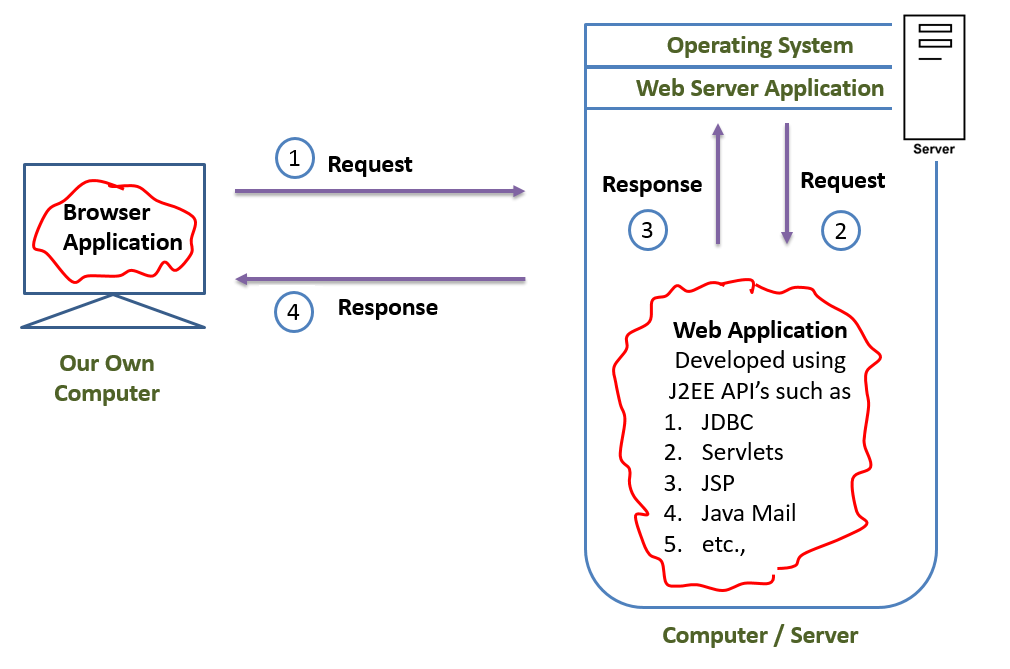 Operating System
Web Server Application
Server
1
Request
Browser
Application
Response
3
Request
2
4
Response
Our Own
Computer
Web Application
Developed using
J2EE API’s such as
1. JDBC
2. Servlets
3. JSP
4. Java Mail
5. etc.,
Computer / Server